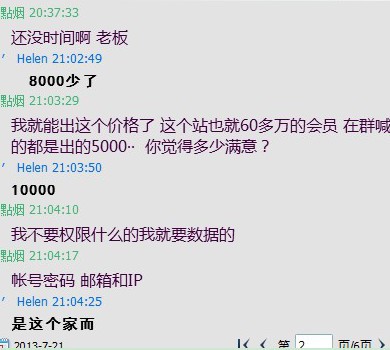 點烟 20:37:33
还没时间啊 老板
Helen 21:02:49
8000少了
點烟 21:03:29
我就能出这个价格了 这个站也就60多万的会员 在群喊
的都是出的5000·· 你觉得多少满意？
Helen 21:03:50
10000
點烟 21:04:10
我不要权限什么的我就要数据的
點烟 21:04:17
帐号密码 邮箱和IP
Helen 21:04:25
是这个家而
2013-7-21 第 2 页/6页